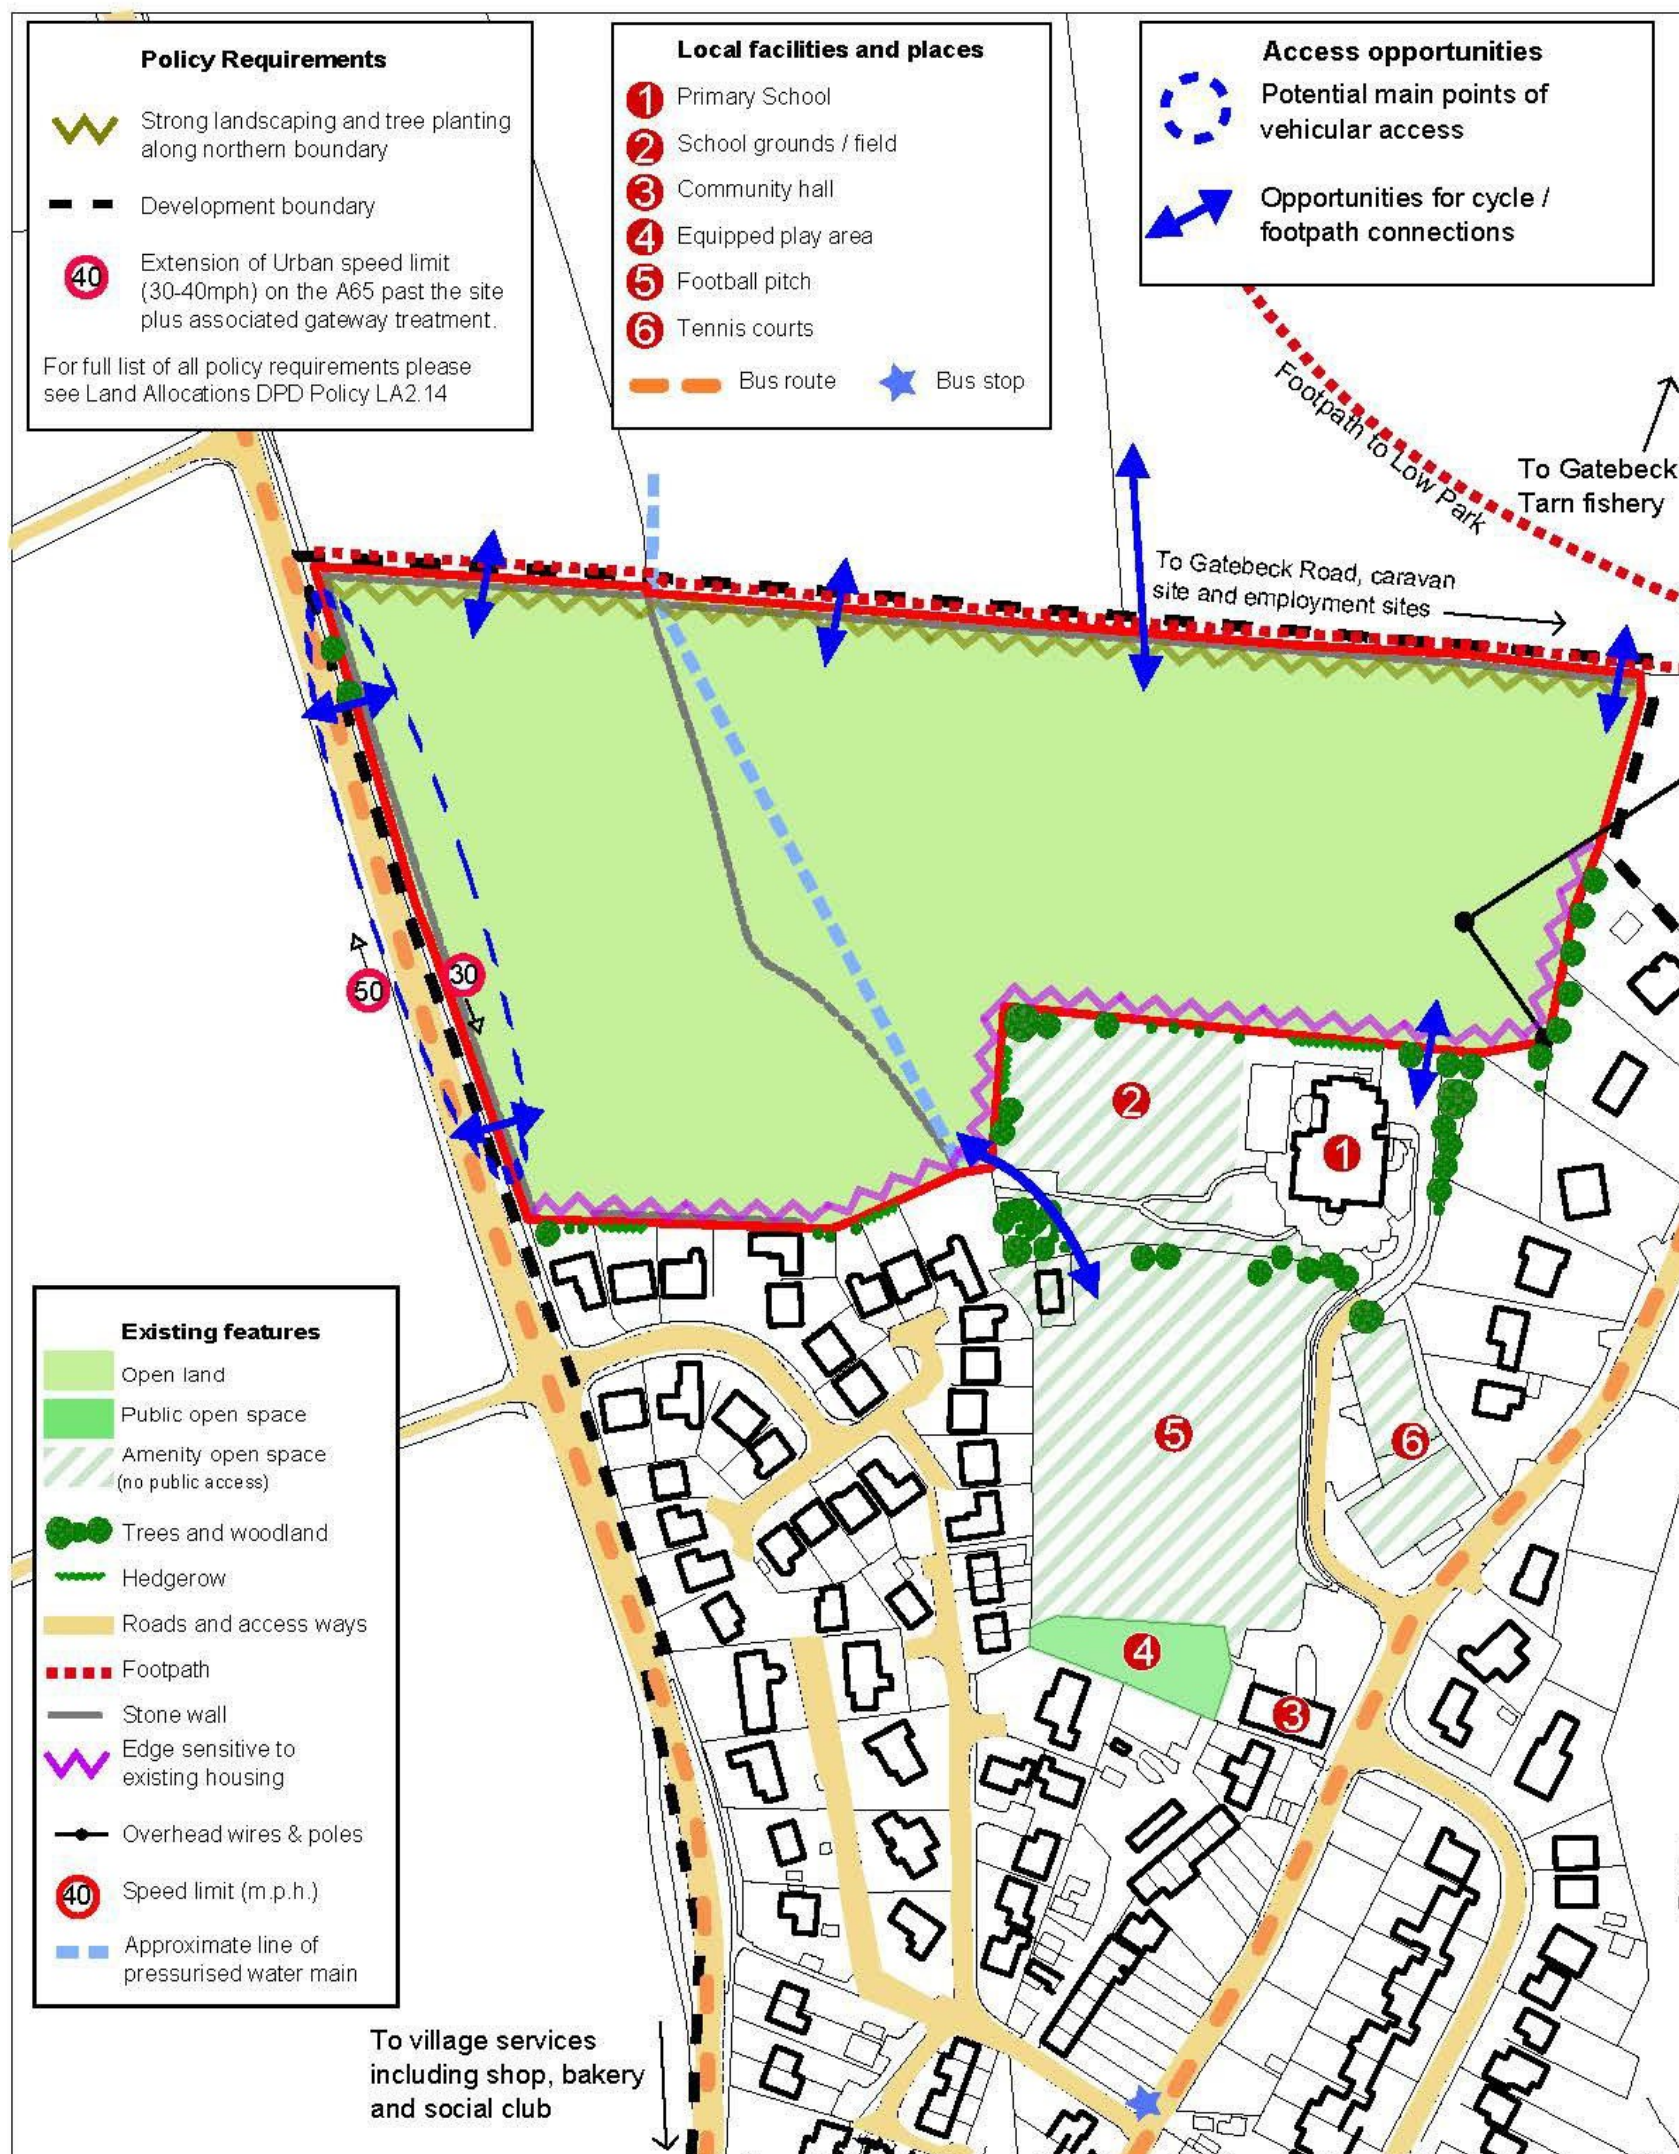 Policy Requirements
Strong landscaping and tree planting
along northern boundary
Development boundary
40
Extension of Urban speed limit
(30-40mph) on the A65 past the site
plus associated gateway treatment.
For full list of all policy requirements please
see Land Allocations DPD Policy LA2.14
Local facilities and places
1 Primary School
2 School grounds / field
3 Community hall
4 Equipped play area
5 Football pitch
6 Tennis courts
Bus route
Bus stop
Access opportunities
Potential main points of
vehicular access
Opportunities for cycle /
footpath connections
Footpath to Low Park
To Gatebeck
Tarn fishery
To Gatebeck Road, caravan
site and employment sites
50
30
2
1
5
6
4
3
Existing features
Open land
Public open space
Amenity open space
(no public access)
Trees and woodland
Hedgerow
Roads and access ways
Footpath
Stone wall
Edge sensitive to
existing housing
Overhead wires & poles
40
Speed limit (m.p.h.)
Approximate line of
pressurised water main
To village services
including shop, bakery
and social club